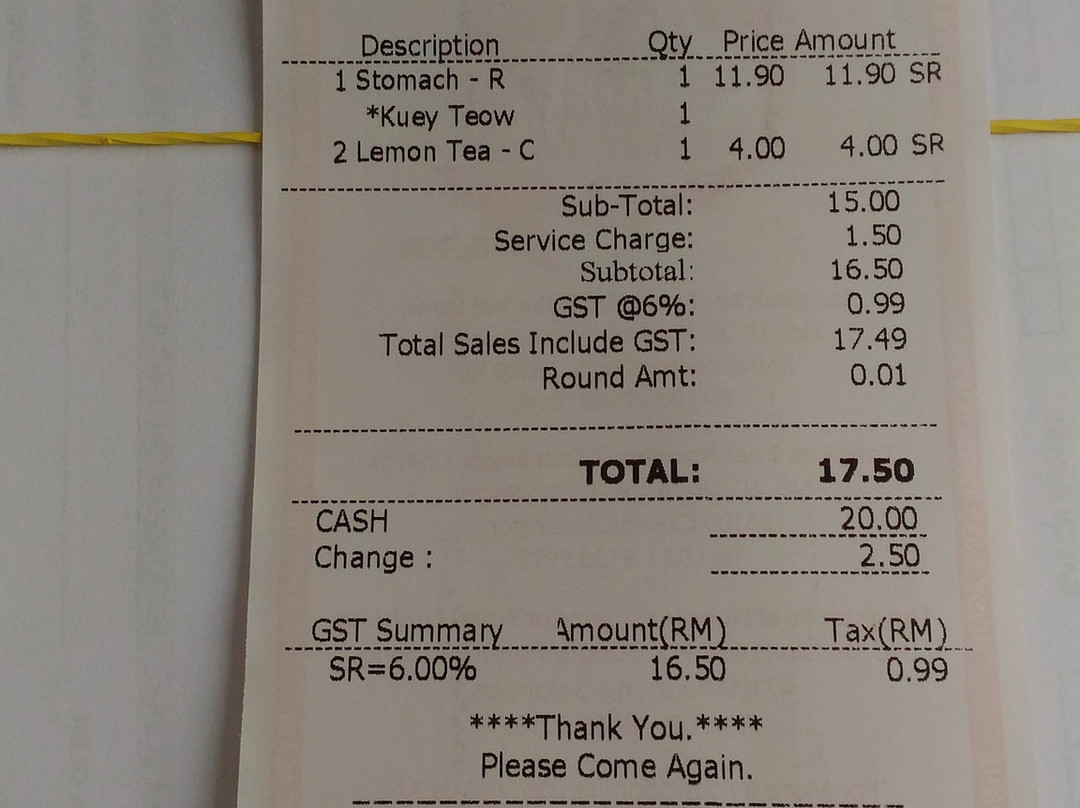 Description Qty Price Amount
1 Stomach - R 1 11.90 11.90 SR
*Kuey Teow 1
2 Lemon Tea - C 1 4.00 4.00 SR
Sub-Total: 15.00
Service Charge: 1.50
Subtotal: 16.50
GST @6%: 0.99
Total Sales Include GST: 17.49
Round Amt: 0.01
TOTAL: 17.50
CASH 20.00
Change : 2.50
GST Summary Amount(RM) Tax(RM)
SR=6.00% 16.50 0.99
****Thank You.****
Please Come Again.